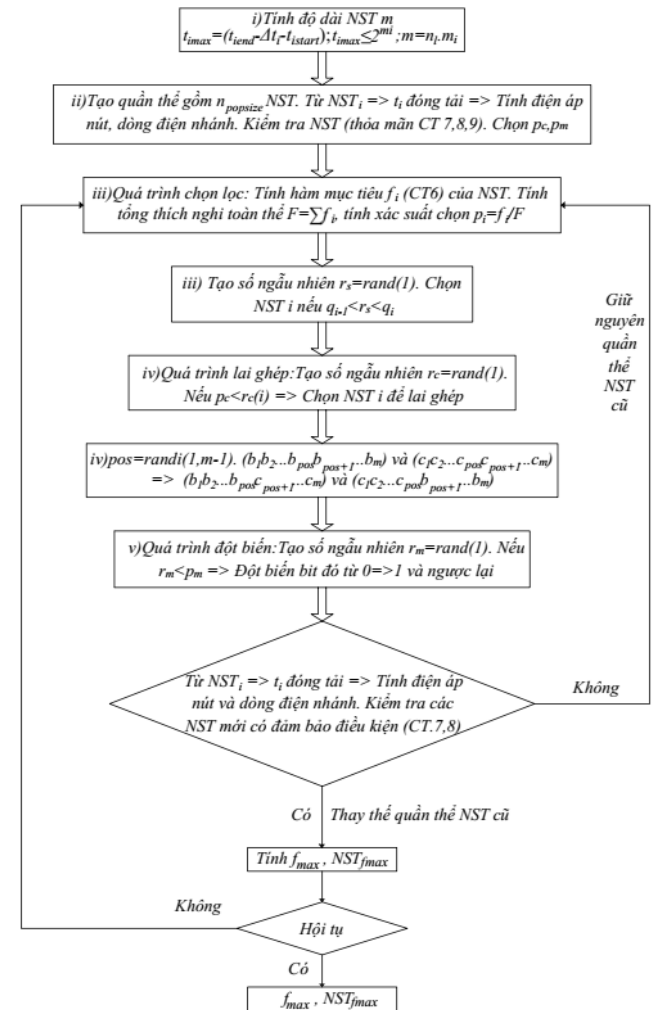 i)Tính độ dài NST m
t_imax=(t_iend-Δt_i-t_istart);t_imax≤2^mi ;m=n_l.m_i
ii)Tạo quần thể gồm n_popsize NST. Từ NST_i => t_i đóng tải => Tính điện áp
nút, dòng điện nhánh. Kiểm tra NST (thỏa mãn CT 7,8,9). Chọn p_c,p_m
iii)Quá trình chọn lọc: Tính hàm mục tiêu f_i (CT6) của NST. Tính
tổng thích nghi toàn thể F=∑f_i, tính xác suất chọn p_i=f_i/F
iii) Tạo số ngẫu nhiên r_s=rand(1). Chọn
NST i nếu q_i-1<r_s<q_i
Giữ
nguyên
quần
thể
NST
cũ
iv)Quá trình lai ghép:Tạo số ngẫu nhiên r_c=rand(1).
Nếu p_c<r_c(i) => Chọn NST i để lai ghép
iv)pos=randi(1,m-1). (b_1b_2...b_posb_pos+1..b_m) và (c_1c_2...c_posc_pos+1..c_m)
=> (b_1b_2...b_posc_pos+1..c_m) và (c_1c_2...c_posb_pos+1..b_m)
v)Quá trình đột biến:Tạo số ngẫu nhiên r_m=rand(1). Nếu
r_m<p_m => Đột biến bit đó từ 0=>1 và ngược lại
Từ NST_i => t_i đóng tải => Tính điện áp
nút và dòng điện nhánh. Kiểm tra các
NST mới có đảm bảo điều kiện (CT.7,8)
Không
Có Thay thế quần thể NST cũ
Tính f_max , NST_fmax
Không
Hội tụ
Có
f_max , NST_fmax